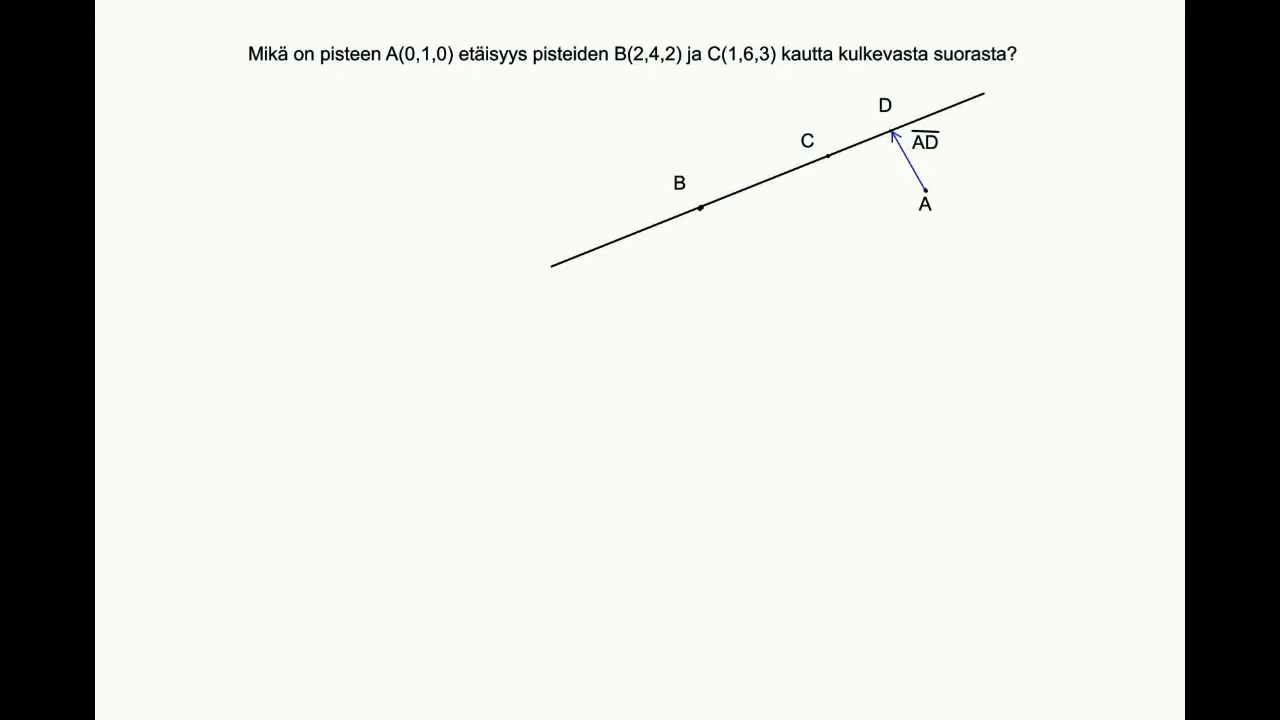 Mikä on pisteen A(0,1,0) etäisyys pisteiden B(2,4,2) ja C(1,6,3) kautta kulkevasta suorasta?
D
C
AD
B
A